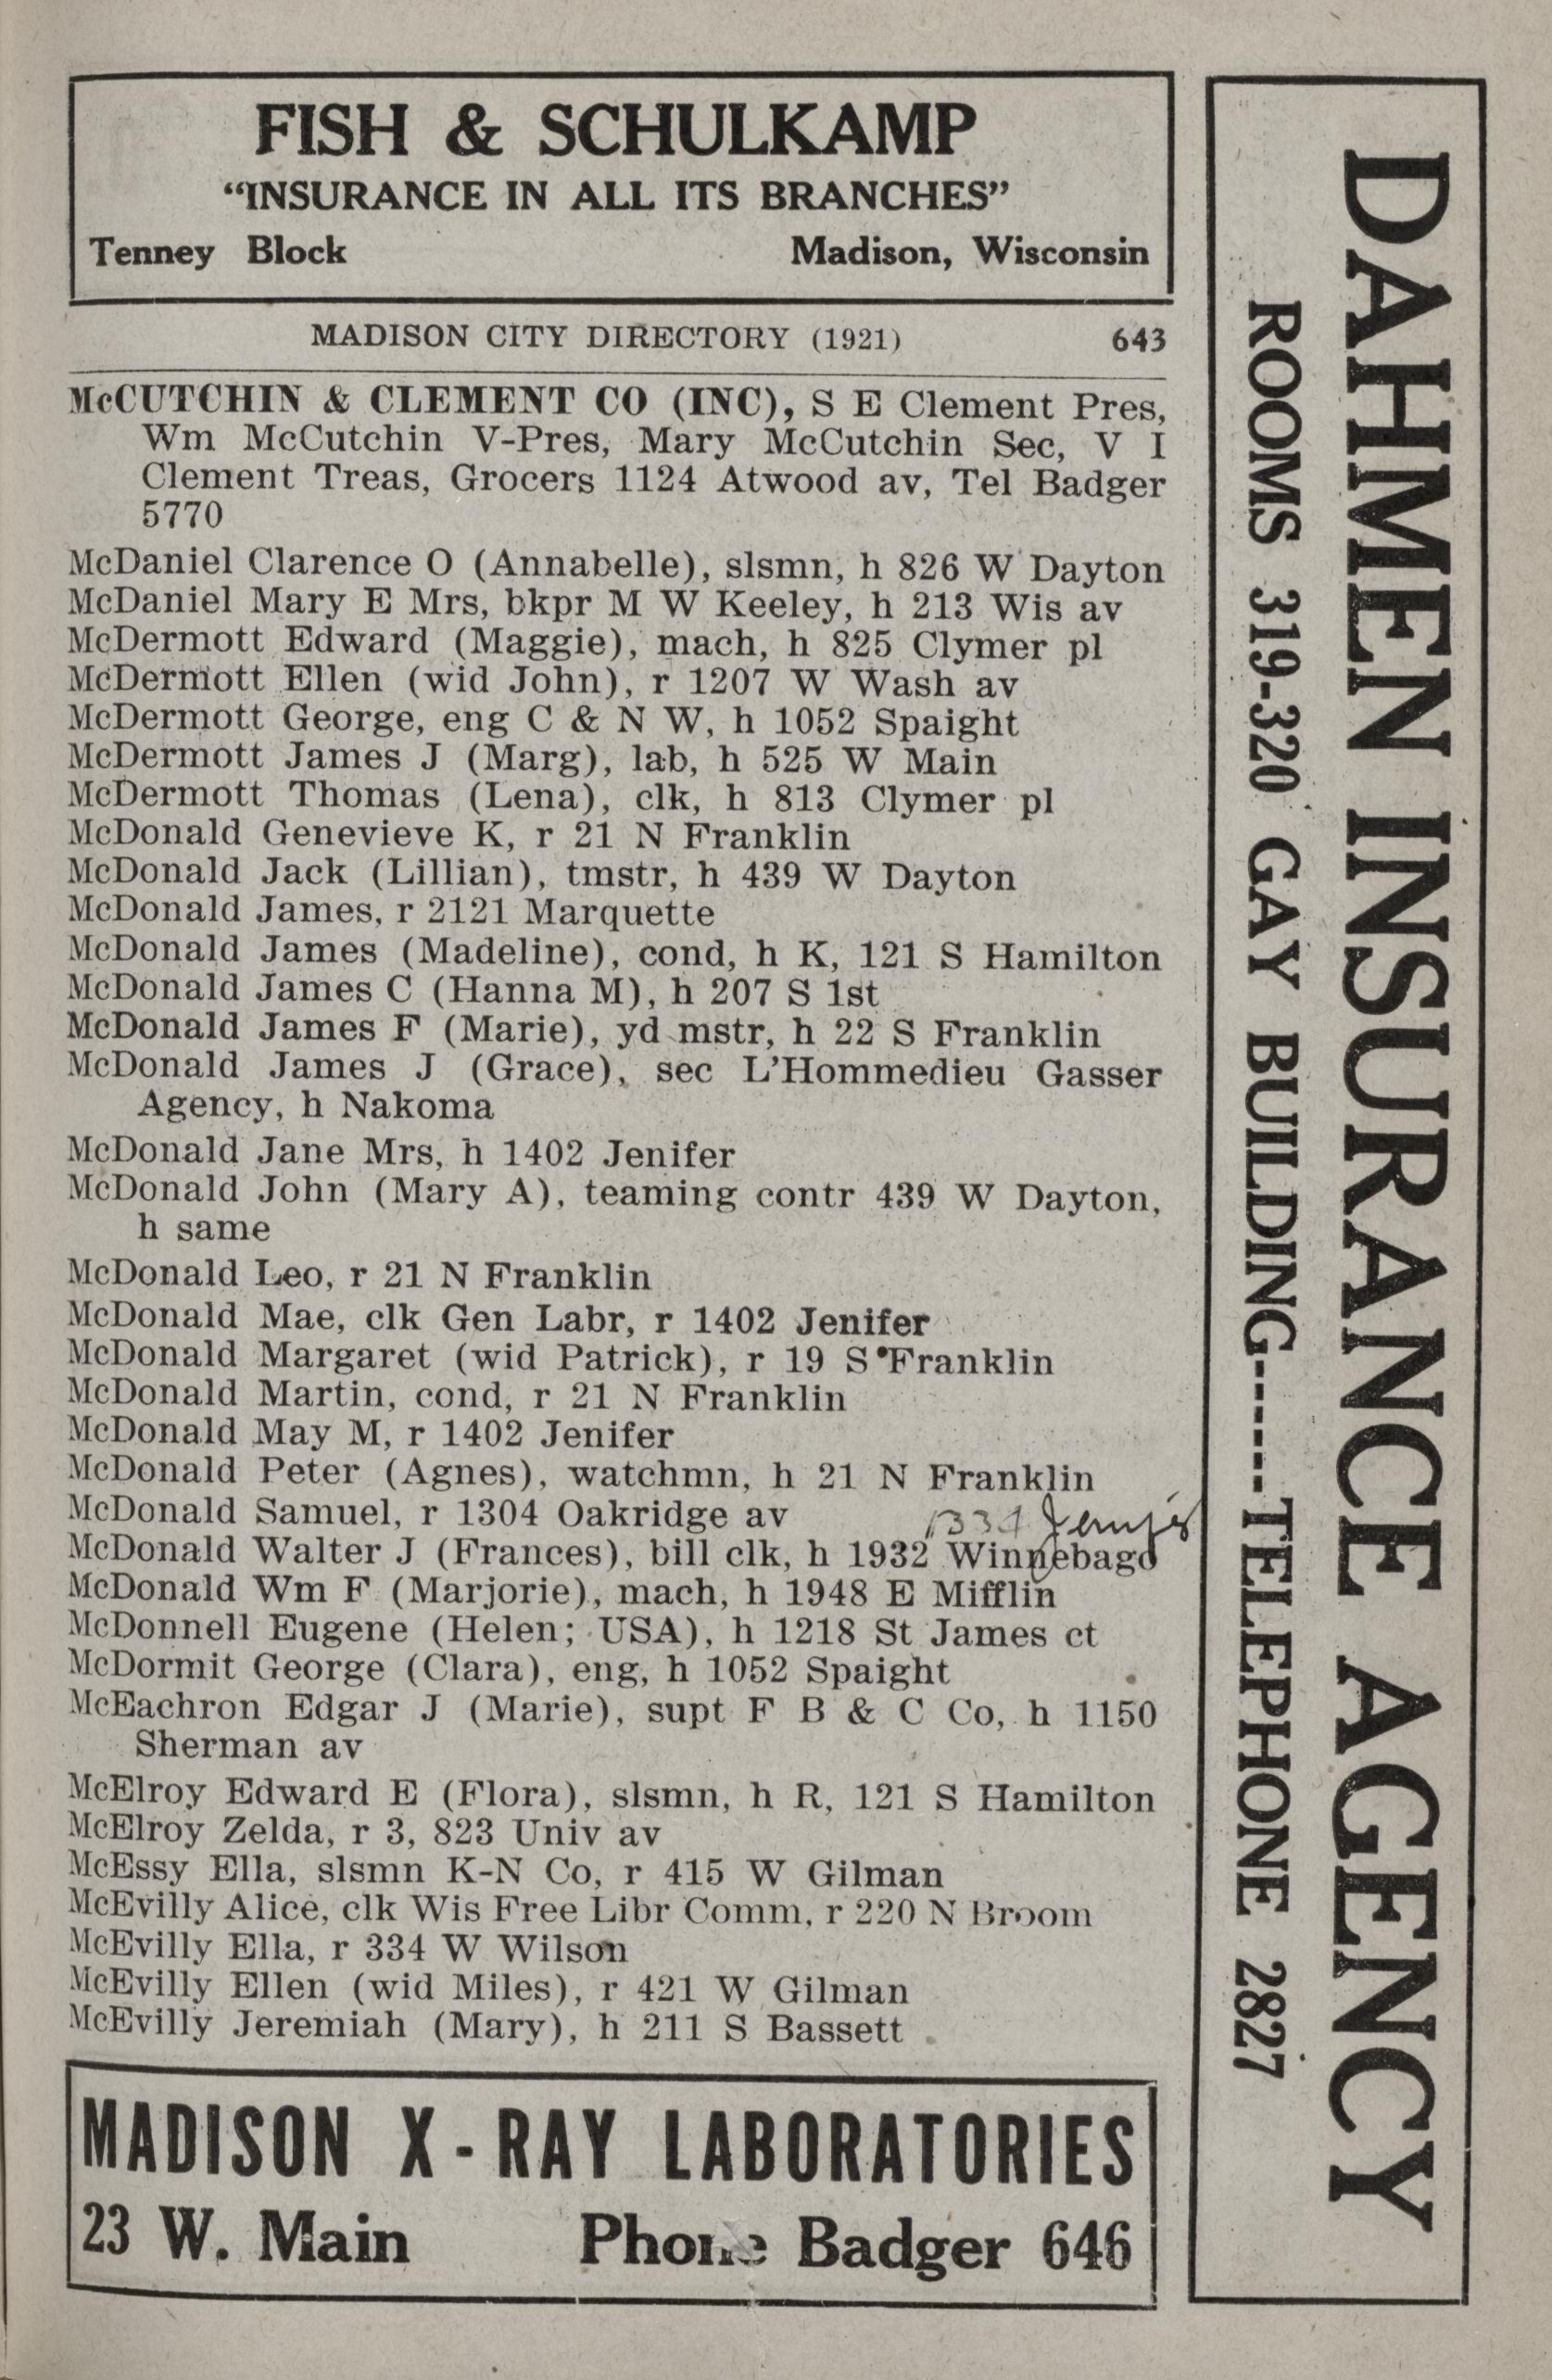 FISH & SCHULKAMP
“INSURANCE IN ALL ITS BRANCHES”
Tenney Block Madison, Wisconsin
MADISON CITY DIRECTORY (1921) 643
McCUTCHIN & CLEMENT CO (INC), S E Clement Pres,
Wm McCutchin V-Pres, Mary McCutchin Sec, V I
Clement Treas, Grocers 1124 Atwood av, Tel Badger
5770
McDaniel Clarence O (Annabelle), slsmn, h 826 W Dayton
McDaniel Mary E Mrs, bkpr M W Keeley, h 213 Wis av
McDermott Edward (Maggie), mach, h 825 Clymer pl
McDermott Ellen (wid John), r 1207 W Wash av
McDermott George, eng C & N W, h 1052 Spaight
McDermott James J (Marg), lab, h 525 W Main
McDermott Thomas (Lena), clk, h 813 Clymer pl
McDonald Genevieve K, r 21 N Franklin
McDonald Jack (Lillian), tmstr, h 439 W Dayton
McDonald James, r 2121 Marquette
McDonald James (Madeline), cond, h K, 121 S Hamilton
McDonald James C (Hanna M), h 207 S 1st
McDonald James F (Marie), yd mstr, h 22 S Franklin
McDonald James J (Grace), sec L'Hommedieu Gasser
Agency, h Nakoma
McDonald Jane Mrs, h 1402 Jenifer
McDonald John (Mary A), teaming contr 439 W Dayton,
h same
McDonald Leo, r 21 N Franklin
McDonald Mae, clk Gen Labr, r 1402 Jenifer
McDonald Margaret (wid Patrick), r 19 S Franklin
McDonald Martin, cond, r 21 N Franklin
McDonald May M, r 1402 Jenifer
McDonald Peter (Agnes), watchmn, h 21 N Franklin
McDonald Samuel, r 1304 Oakridge av
McDonald Walter J (Frances), bill clk, h 1932 Winnebago
McDonald Wm F (Marjorie), mach, h 1948 E Mifflin
McDonnell Eugene (Helen; USA), h 1218 St James ct
McDormit George (Clara), eng, h 1052 Spaight
McEachron Edgar J (Marie), supt F B & C Co, h 1150
Sherman av
McElroy Edward E (Flora), slsmn, h R, 121 S Hamilton
McElroy Zelda, r 3, 823 Univ av
McEssy Ella, slsmn K-N Co, r 415 W Gilman
McEvilly Alice, clk Wis Free Libr Comm, r 220 N Broom
McEvilly Ella, r 334 W Wilson
McEvilly Ellen (wid Miles), r 421 W Gilman
McEvilly Jeremiah (Mary), h 211 S Bassett
MADISON X-RAY LABORATORIES
23 W. Main Phone Badger 646
DAHMEN INSURANCE AGENCY
ROOMS 319-320 GAY BUILDING------TELEPHONE 2827